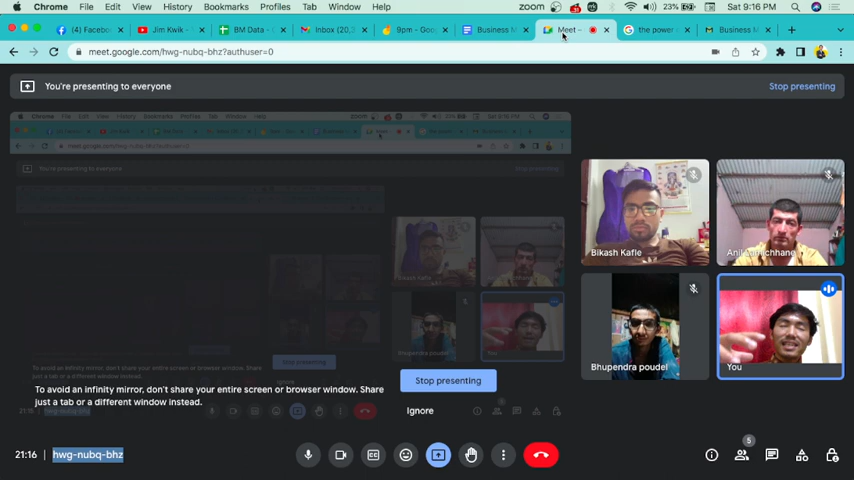 Chrome File Edit View History Bookmarks Profiles Tab Window Help zoom 23% Sat 9:16 PM
(4) Faceboo Jim Kwik - BM Data - G Inbox (20,3 9pm - Goo Business M Meet - the power Business M
meet.google.com/hwg-nubq-bhz?authuser=0
You're presenting to everyone Stop presenting
Bikash Kafle
Bhupendra poudel You
To avoid an infinity mirror, don't share your entire screen or browser window. Share
just a tab or a different window instead.
Stop presenting
Ignore
21:16 hwg-nubq-bhz 5